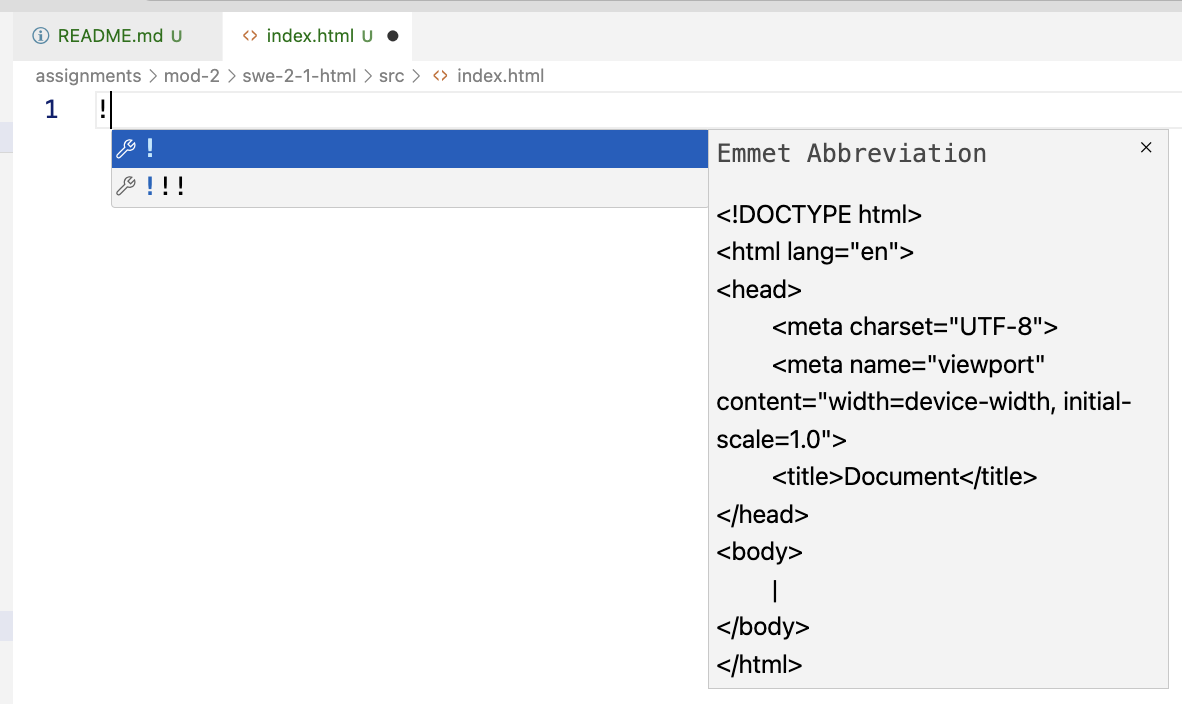 README.md U
<> index.html U
assignments > mod-2 > swe-2-1-html > src > <> index.html
1 !
!
!!!
Emmet Abbreviation
<!DOCTYPE html>
<html lang="en">
<head>
<meta charset="UTF-8">
<meta name="viewport"
content="width=device-width, initial-
scale=1.0">
<title>Document</title>
</head>
<body>
|
</body>
</html>